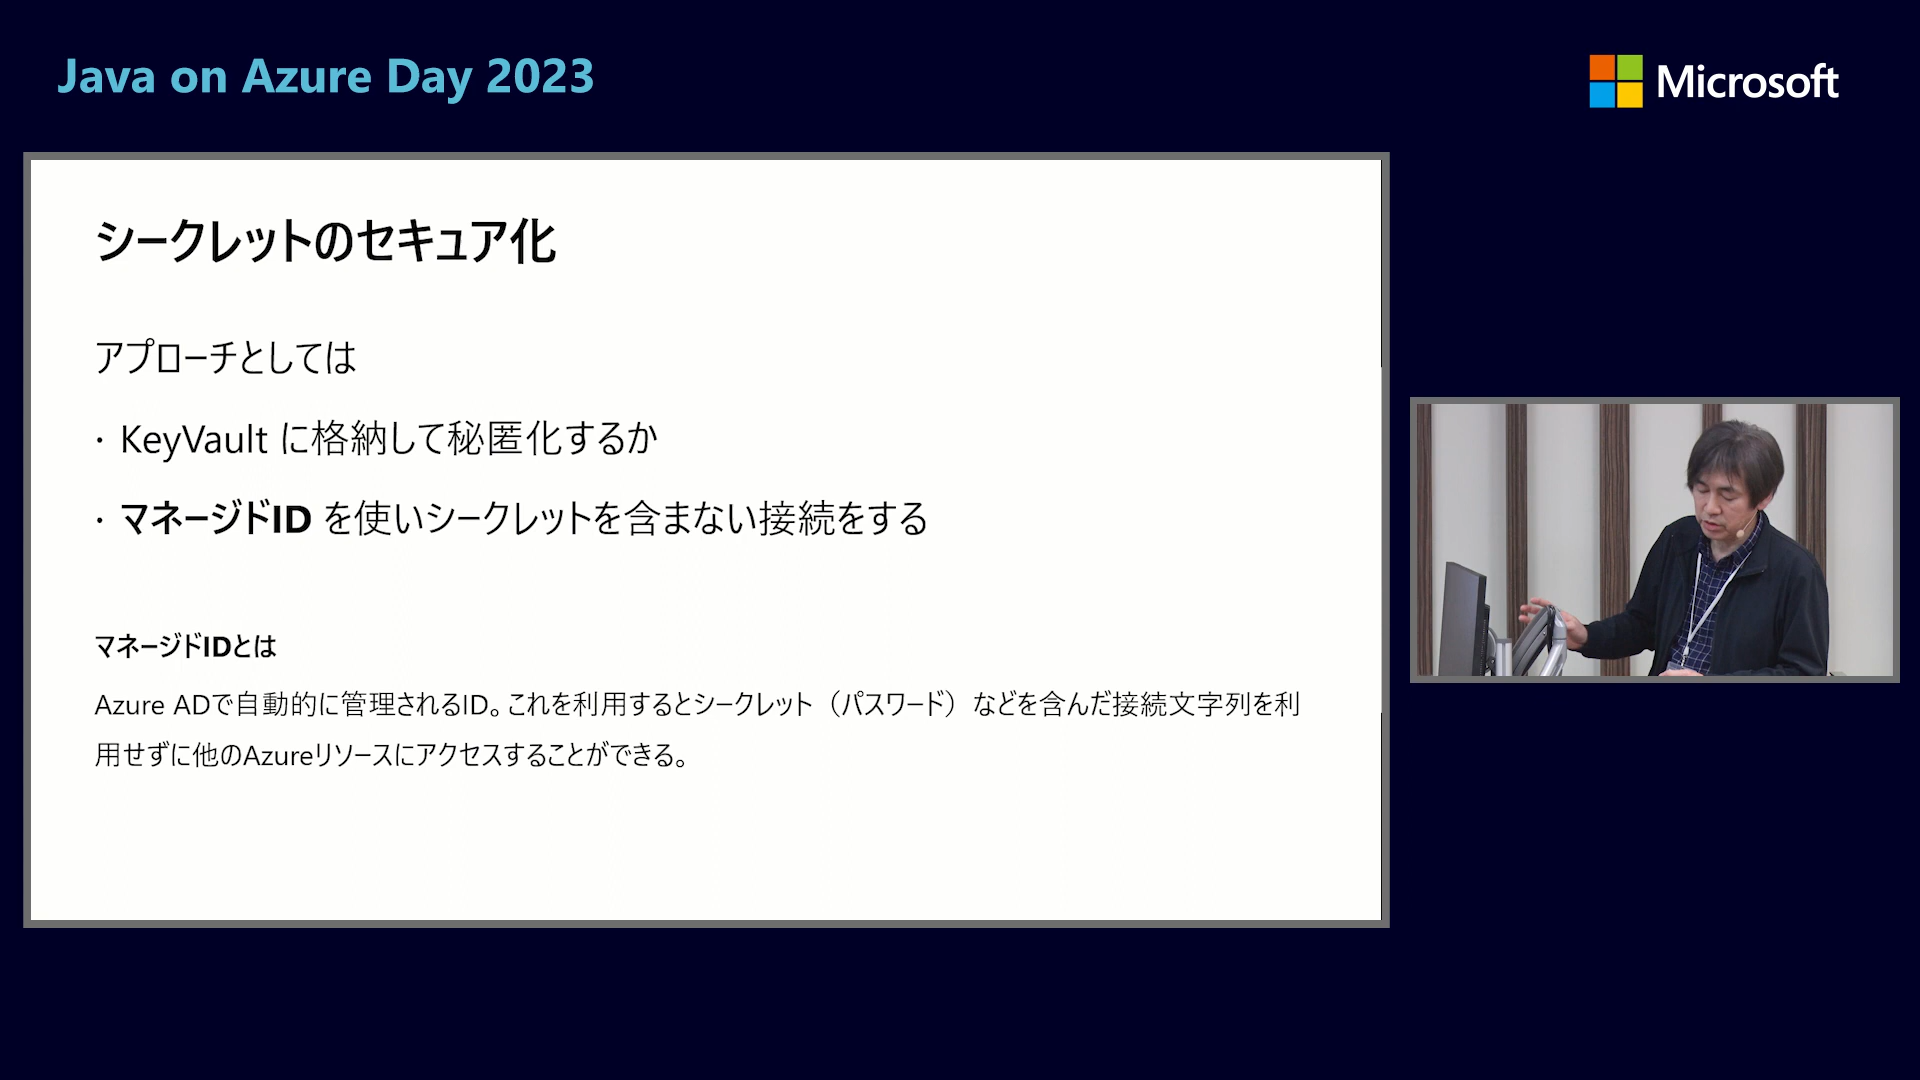 Java on Azure Day 2023
Microsoft
シークレットのセキュア化
アプローチとしては
・ KeyVault に格納して秘匿化するか
・ マネージドID を使いシークレットを含まない接続をする
マネージドIDとは
Azure ADで自動的に管理されるID。これを利用するとシークレット（パスワード）などを含んだ接続文字列を利
用せずに他のAzureリソースにアクセスすることができる。